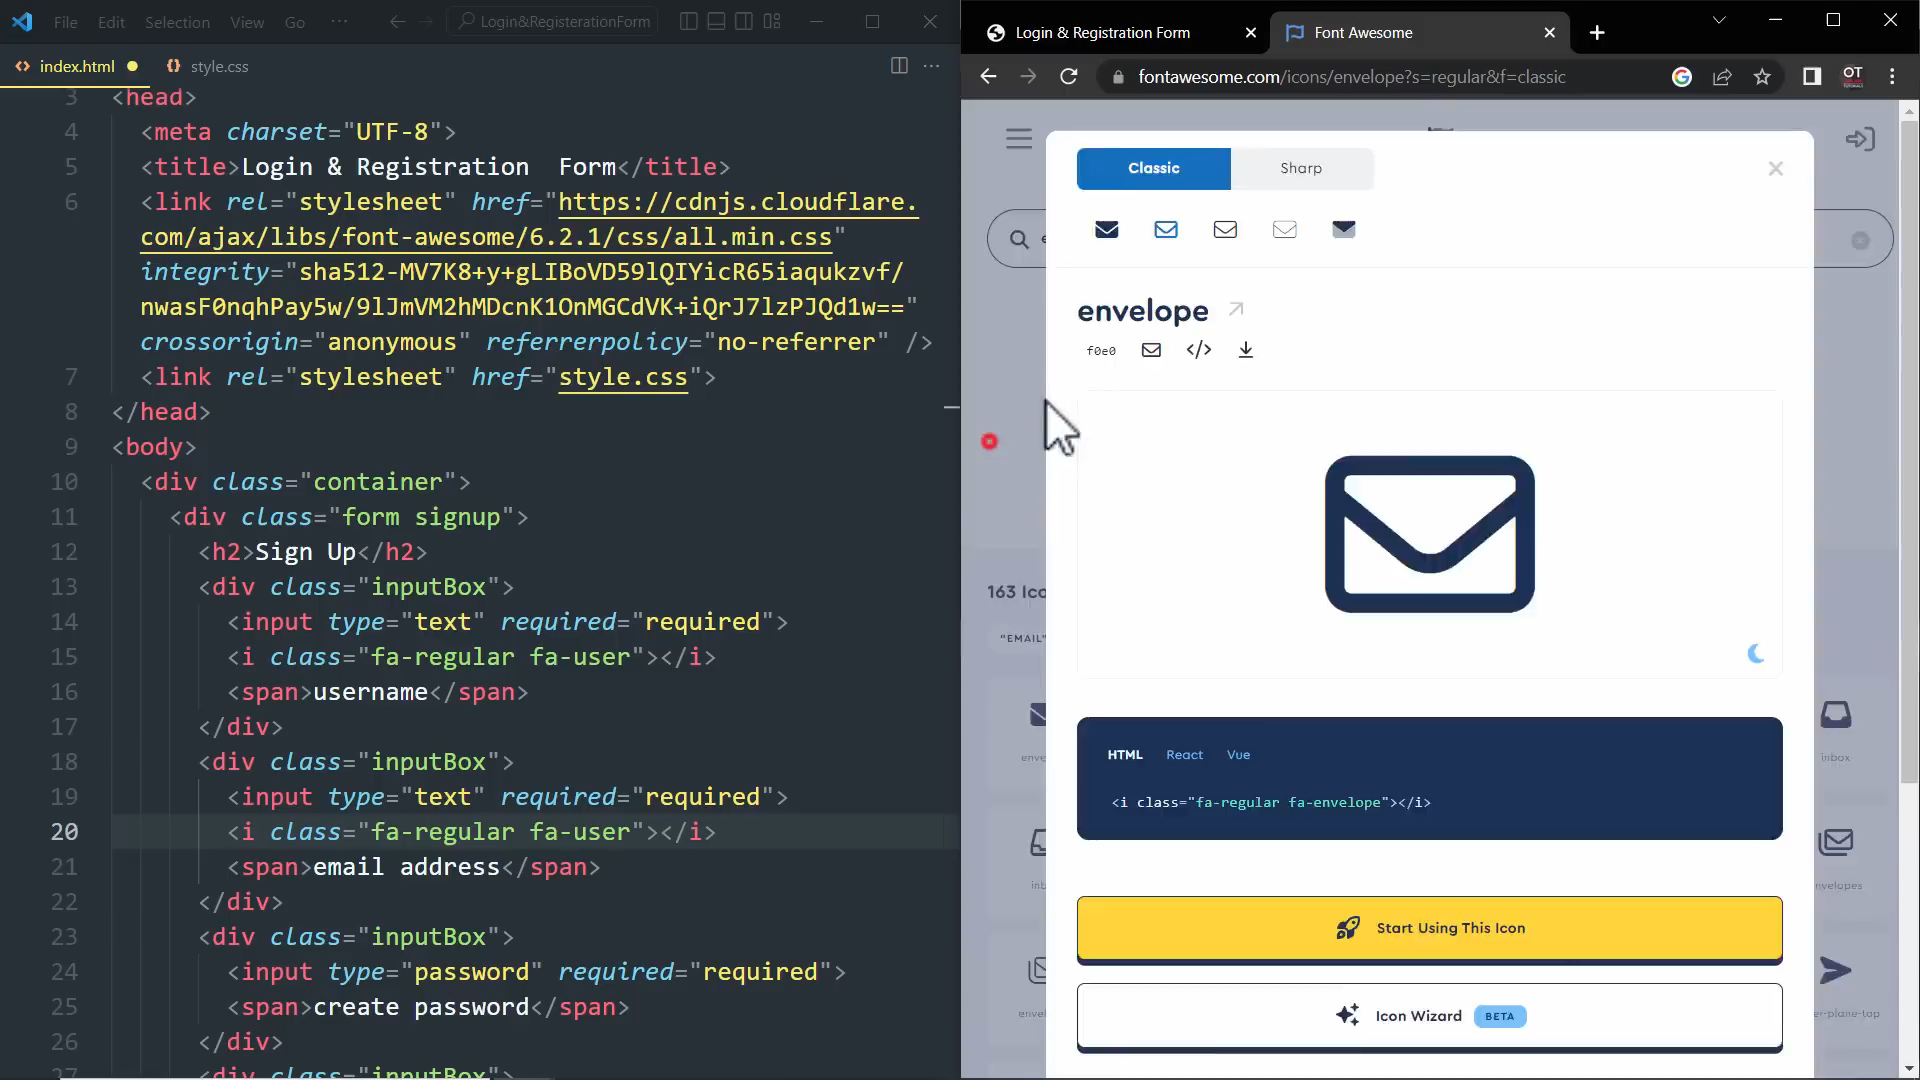 File Edit Selection View Go ··· Login&RegisterationForm
index.html style.css
3 <head>
4 <meta charset="UTF-8">
5 <title>Login & Registration  Form</title>
6 <link rel="stylesheet" href="https://cdnjs.cloudflare.
com/ajax/libs/font-awesome/6.2.1/css/all.min.css"
integrity="sha512-MV7K8+y+gLIBoVD59lQIYicR65iaqukzvf/
nwasF0nqhPay5w/9lJmVM2hMDcnK1OnMGCdVK+iQrJ7lzPJQd1w=="
crossorigin="anonymous" referrerpolicy="no-referrer" />
7 <link rel="stylesheet" href="style.css">
8 </head>
9 <body>
10 <div class="container">
11 <div class="form signup">
12 <h2>Sign Up</h2>
13 <div class="inputBox">
14 <input type="text" required="required">
15 <i class="fa-regular fa-user"></i>
16 <span>username</span>
17 </div>
18 <div class="inputBox">
19 <input type="text" required="required">
20 <i class="fa-regular fa-user"></i>
21 <span>email address</span>
22 </div>
23 <div class="inputBox">
24 <input type="password" required="required">
25 <span>create password</span>
26 </div>
27 <div class="inputBox">
Login & Registration Form Font Awesome
fontawesome.com/icons/envelope?s=regular&f=classic
OT
Classic Sharp
envelope
f0e0
163
"EMAIL"
HTML React Vue
<i class="fa-regular fa-envelope"></i>
inbox
Start Using This Icon
Icon Wizard BETA